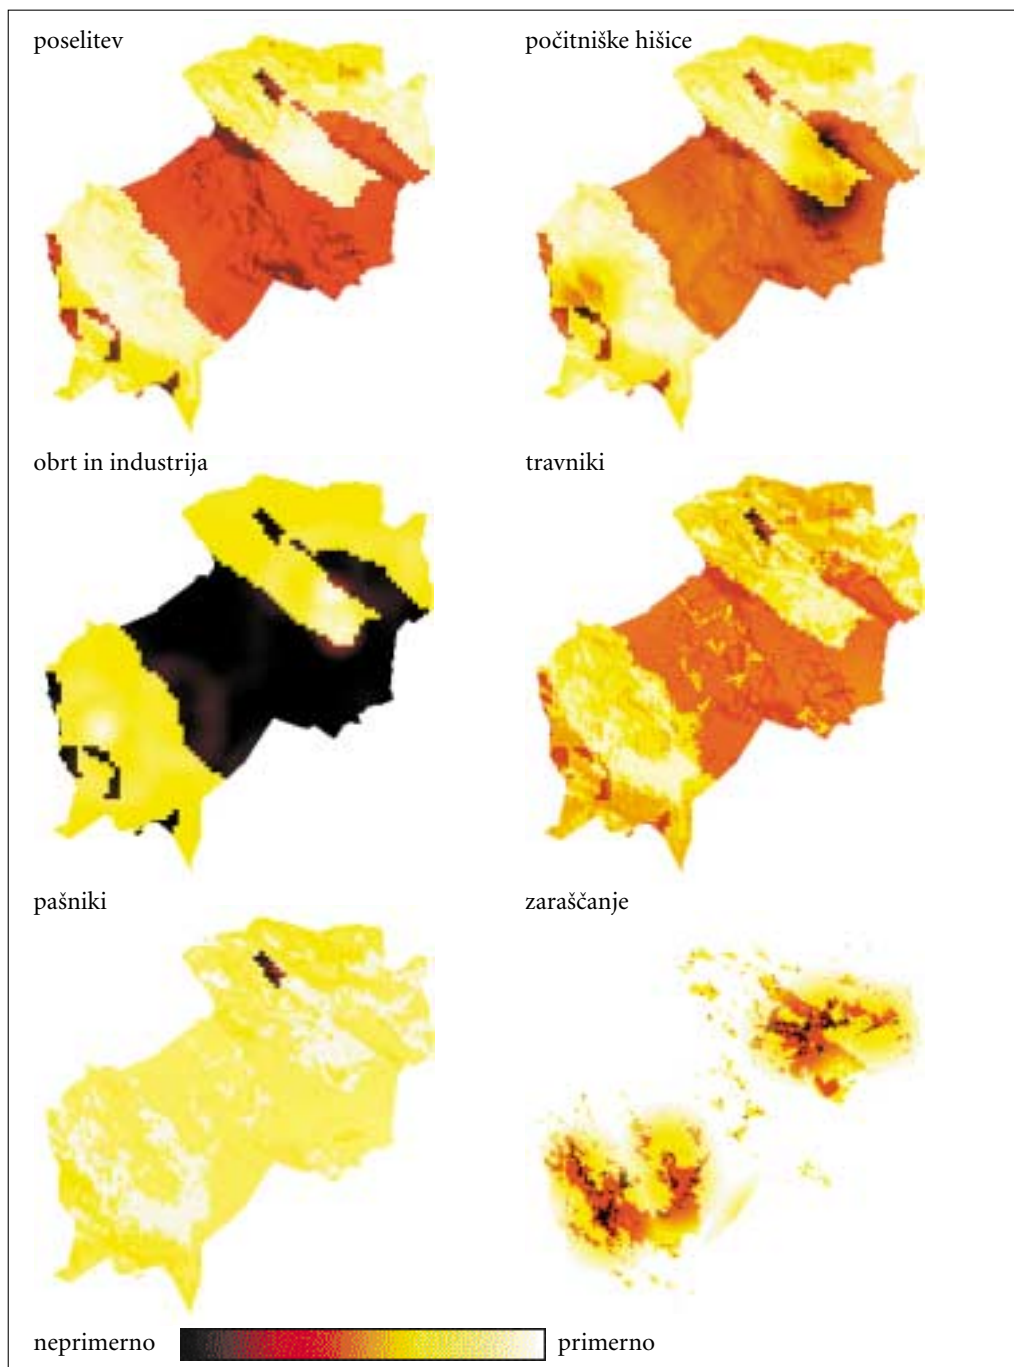 poselitev
počitniške hišice
obrt in industrija
travniki
pašniki
zaraščanje
neprimerno
primerno